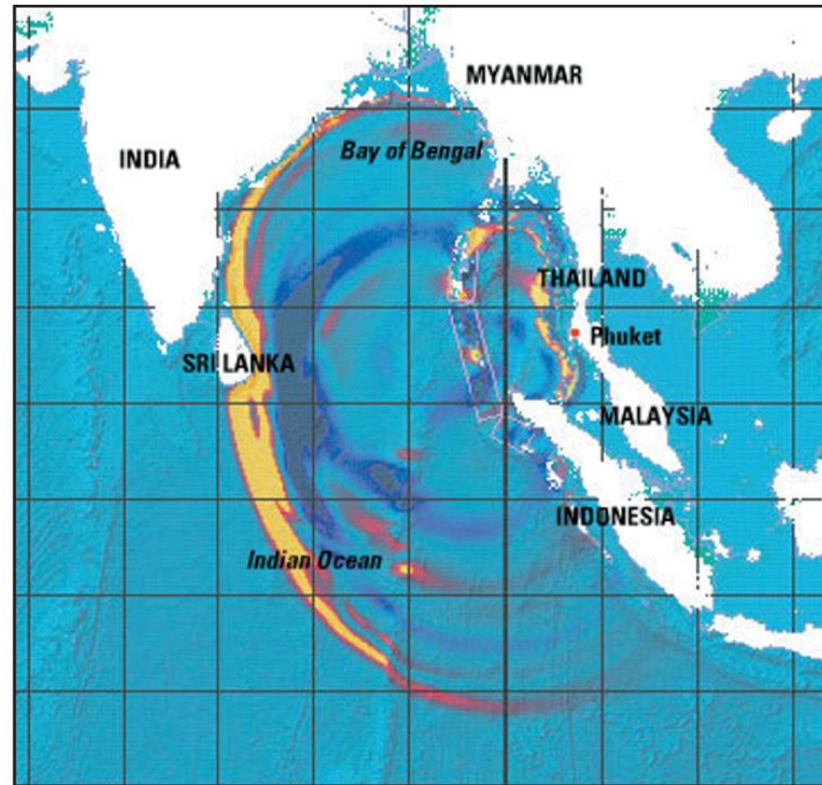 MYANMAR
Bay of Bengal
INDIA
THAILAND
Phuket
SRI LANKA
MALAYSIA
INDONESIA
Indian Ocean